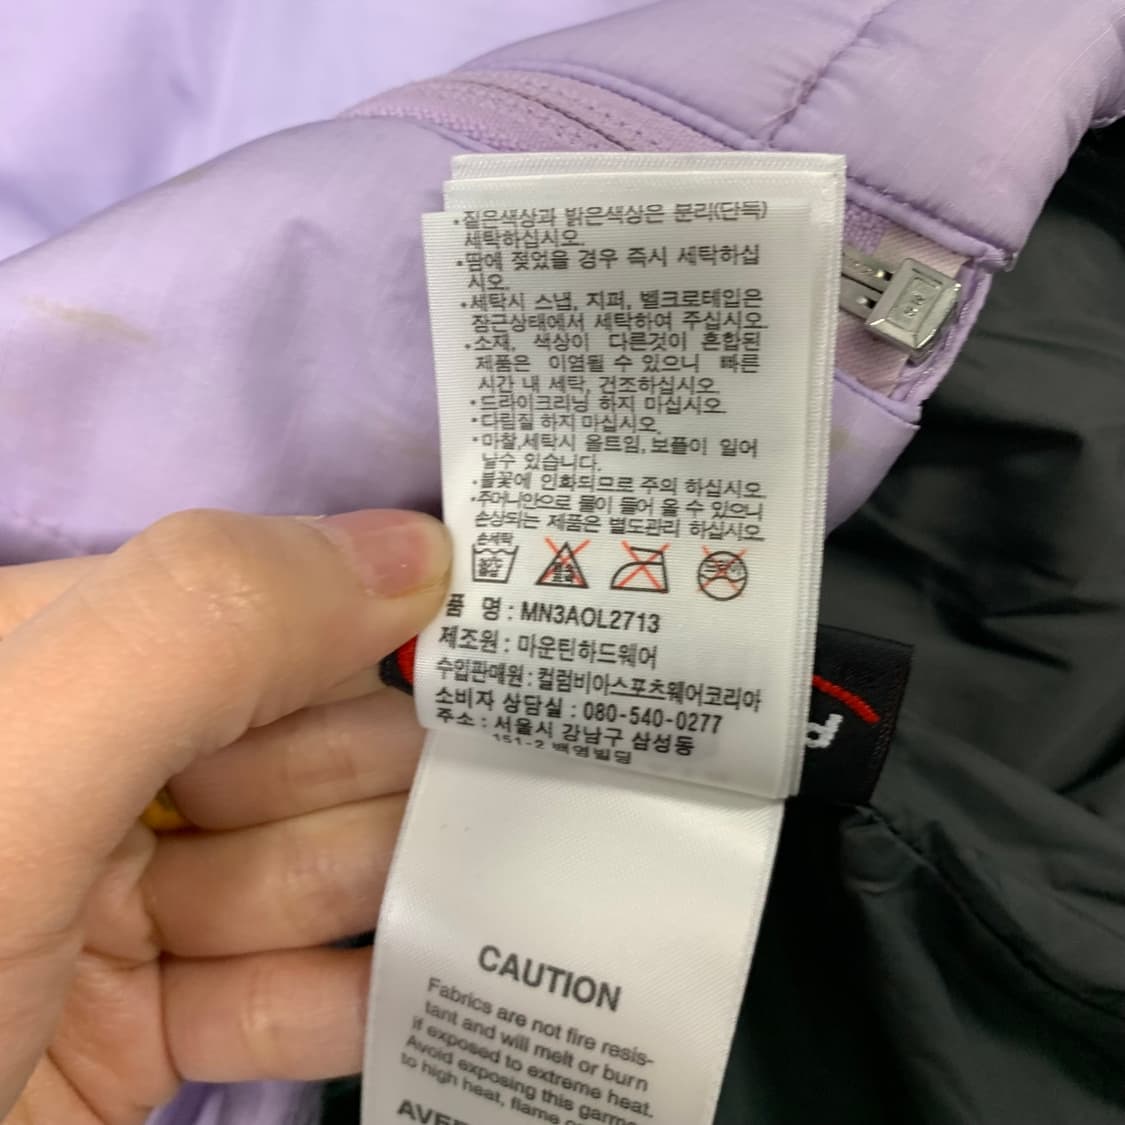 •짙은색상과 밝은색상은 분리(단독)
세탁하십시오.
•땀에 젖었을 경우 즉시 세탁하십
시오.
•세탁시 스냅, 지퍼, 벨크로테입은
잠근상태에서 세탁하여 주십시오.
•소재, 색상이 다른것이 혼합된
제품은 이염될 수 있으니 빠른
시간 내 세탁, 건조하십시오.
•드라이크리닝 하지 마십시오.
•다림질 하지 마십시오.
•마찰,세탁시 올트임,보플이 일어
날수 있습니다.
•불꽃에 인화되므로 주의 하십시오.
•주머니안으로 물이 들어 올 수 있으니
손상되는 제품은 별도관리 하십시오.
손세탁
품 명 : MN3AOL2713
제조원 : 마운틴하드웨어
수입판매원 : 컬럼비아스포츠웨어코리아
소비자 상담실 : 080-540-0277
주소 : 서울시 강남구 삼성동
151-2 백영빌딩
d
CAUTION
Fabrics are not fire resis-
tant and will melt or burn
if exposed to extreme heat.
Avoid exposing this
to high heat, flame